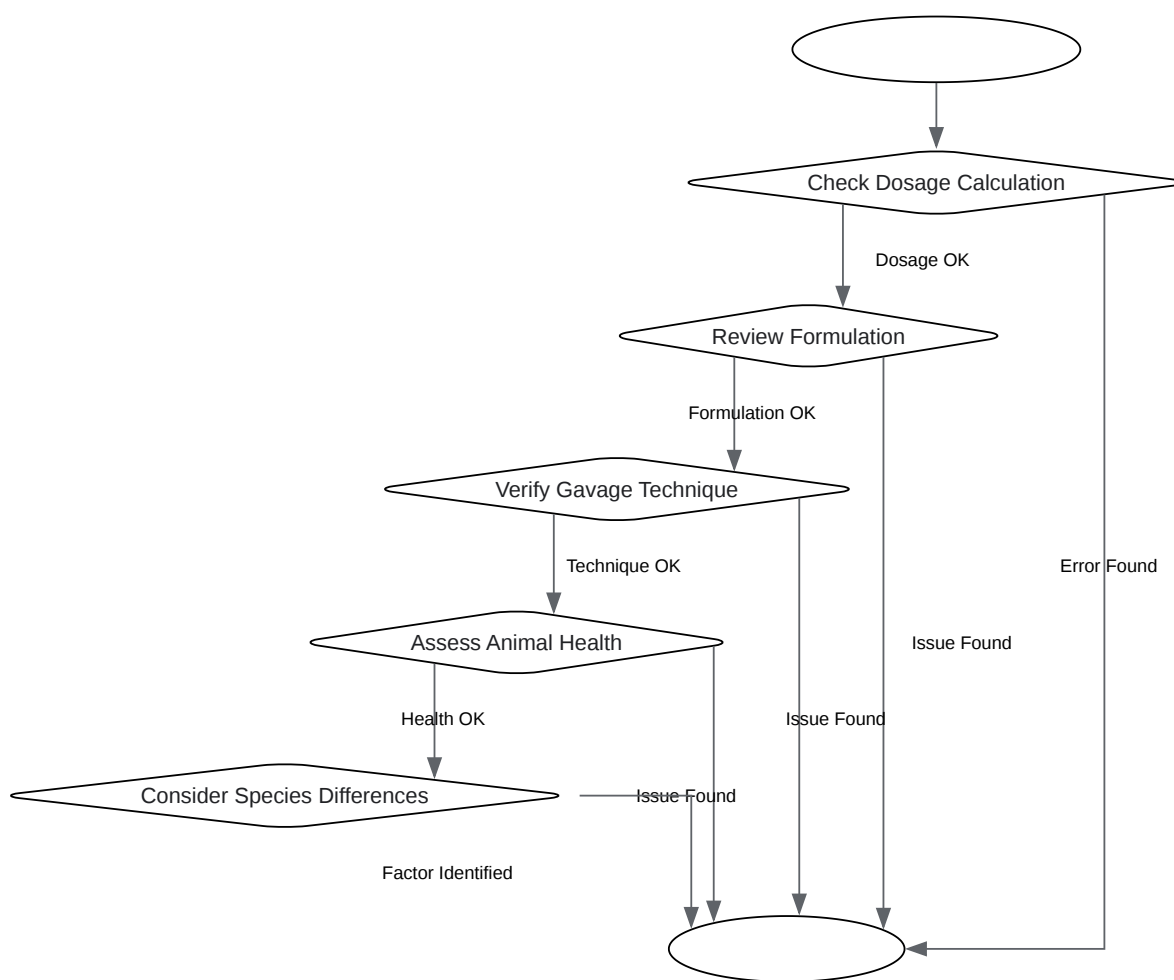 Check Dosage Calculation
Dosage OK
Review Formulation
Formulation OK
Verify Gavage Technique
Technique OK
Error Found
Assess Animal Health
Issue Found
Health OK
Issue Found
Consider Species Differences
Issue Found
Factor Identified